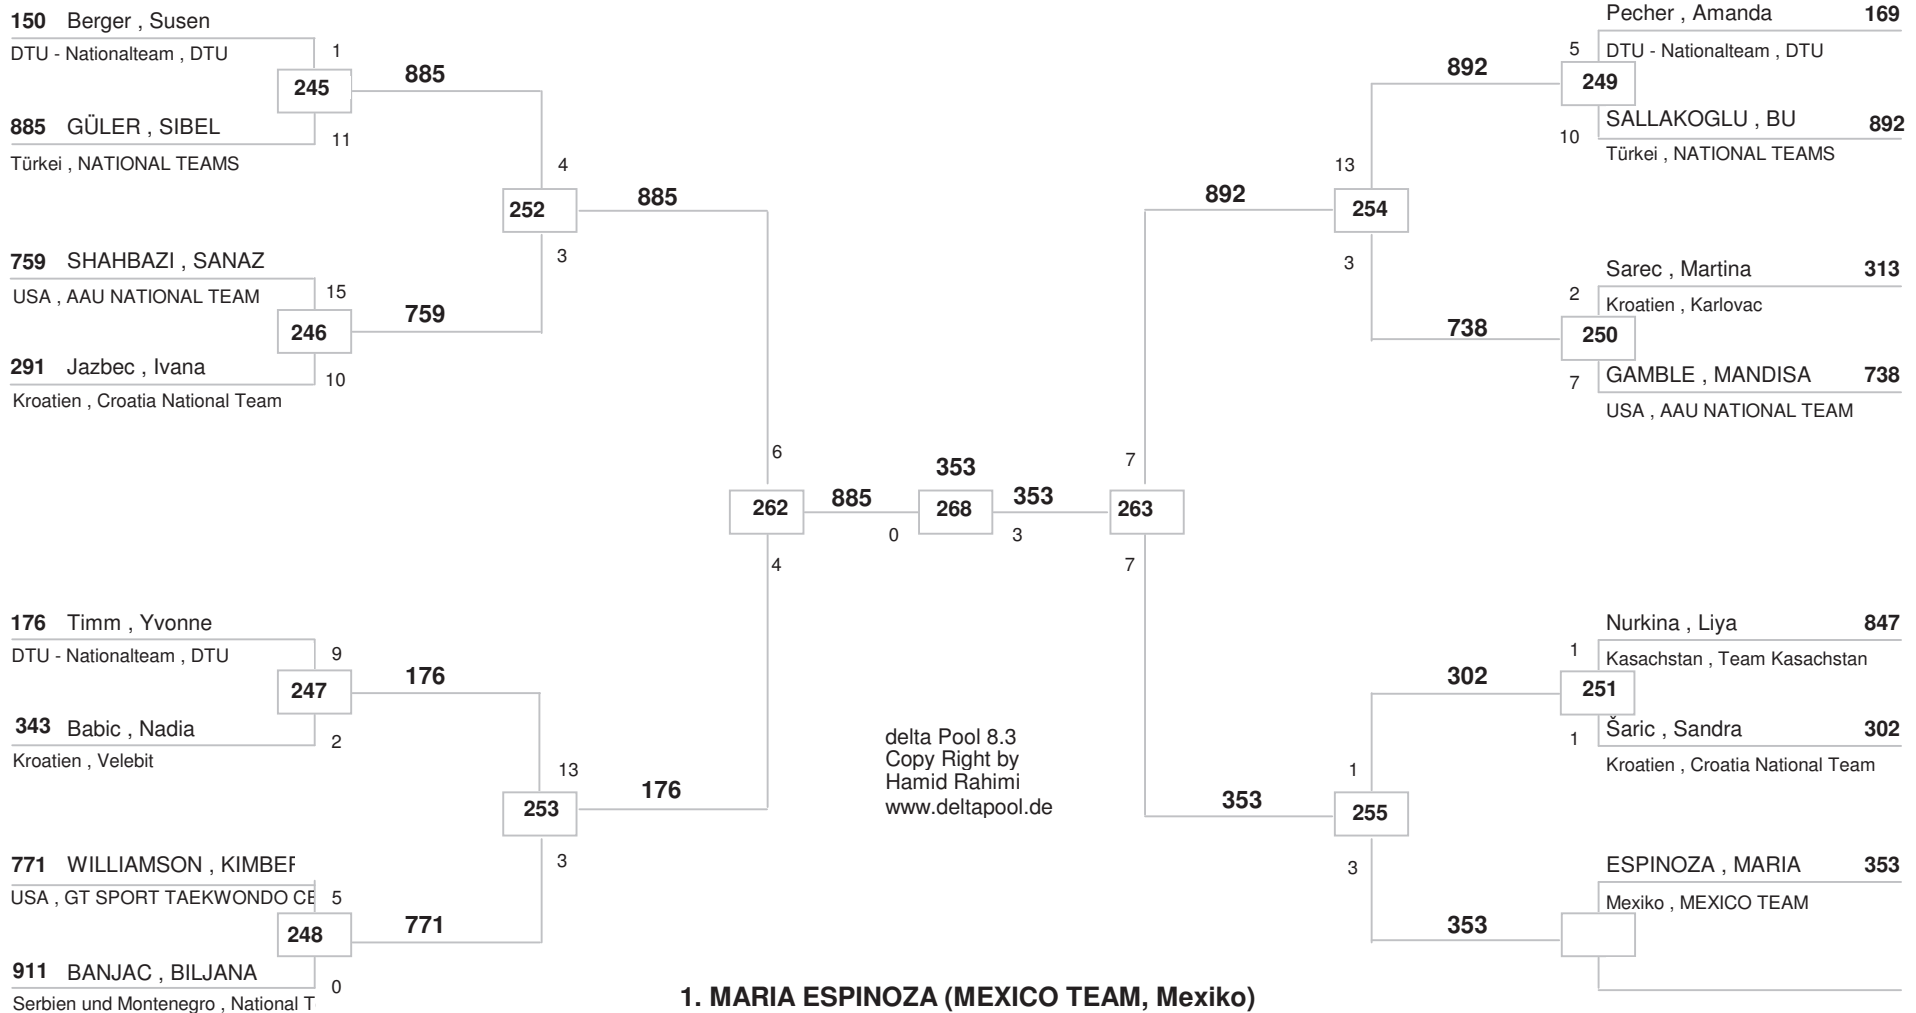 150 Berger , Susen
DTU - Nationalteam , DTU
1
245
885
885 GÜLER , SIBEL
11
Türkei , NATIONAL TEAMS
4
252
885
3
759 SHAHBAZI , SANAZ
USA , AAU NATIONAL TEAM
15
246
759
291 Jazbec , Ivana
10
Kroatien , Croatia National Team
6
262
885
0
4
176 Timm , Yvonne
DTU - Nationalteam , DTU
9
247
176
343 Babic , Nadia
2
Kroatien , Velebit
13
253
176
3
771 WILLIAMSON , KIMBER
USA , GT SPORT TAEKWONDO CE
5
248
771
911 BANJAC , BILJANA
0
Serbien und Montenegro , National T
353
268
353
3
delta Pool 8.3
Copy Right by
Hamid Rahimi
www.deltapool.de
Pecher , Amanda 169
5
DTU - Nationalteam , DTU
892
249
SALLAKOGLU , BU 892
10
Türkei , NATIONAL TEAMS
13
892
254
3
Sarec , Martina 313
2
Kroatien , Karlovac
738
250
GAMBLE , MANDISA 738
7
USA , AAU NATIONAL TEAM
7
263
7
Nurkina , Liya 847
1
Kasachstan , Team Kasachstan
302
251
Šaric , Sandra 302
1
Kroatien , Croatia National Team
1
353
255
3
ESPINOZA , MARIA 353
Mexiko , MEXICO TEAM
353
1. MARIA ESPINOZA (MEXICO TEAM, Mexiko)